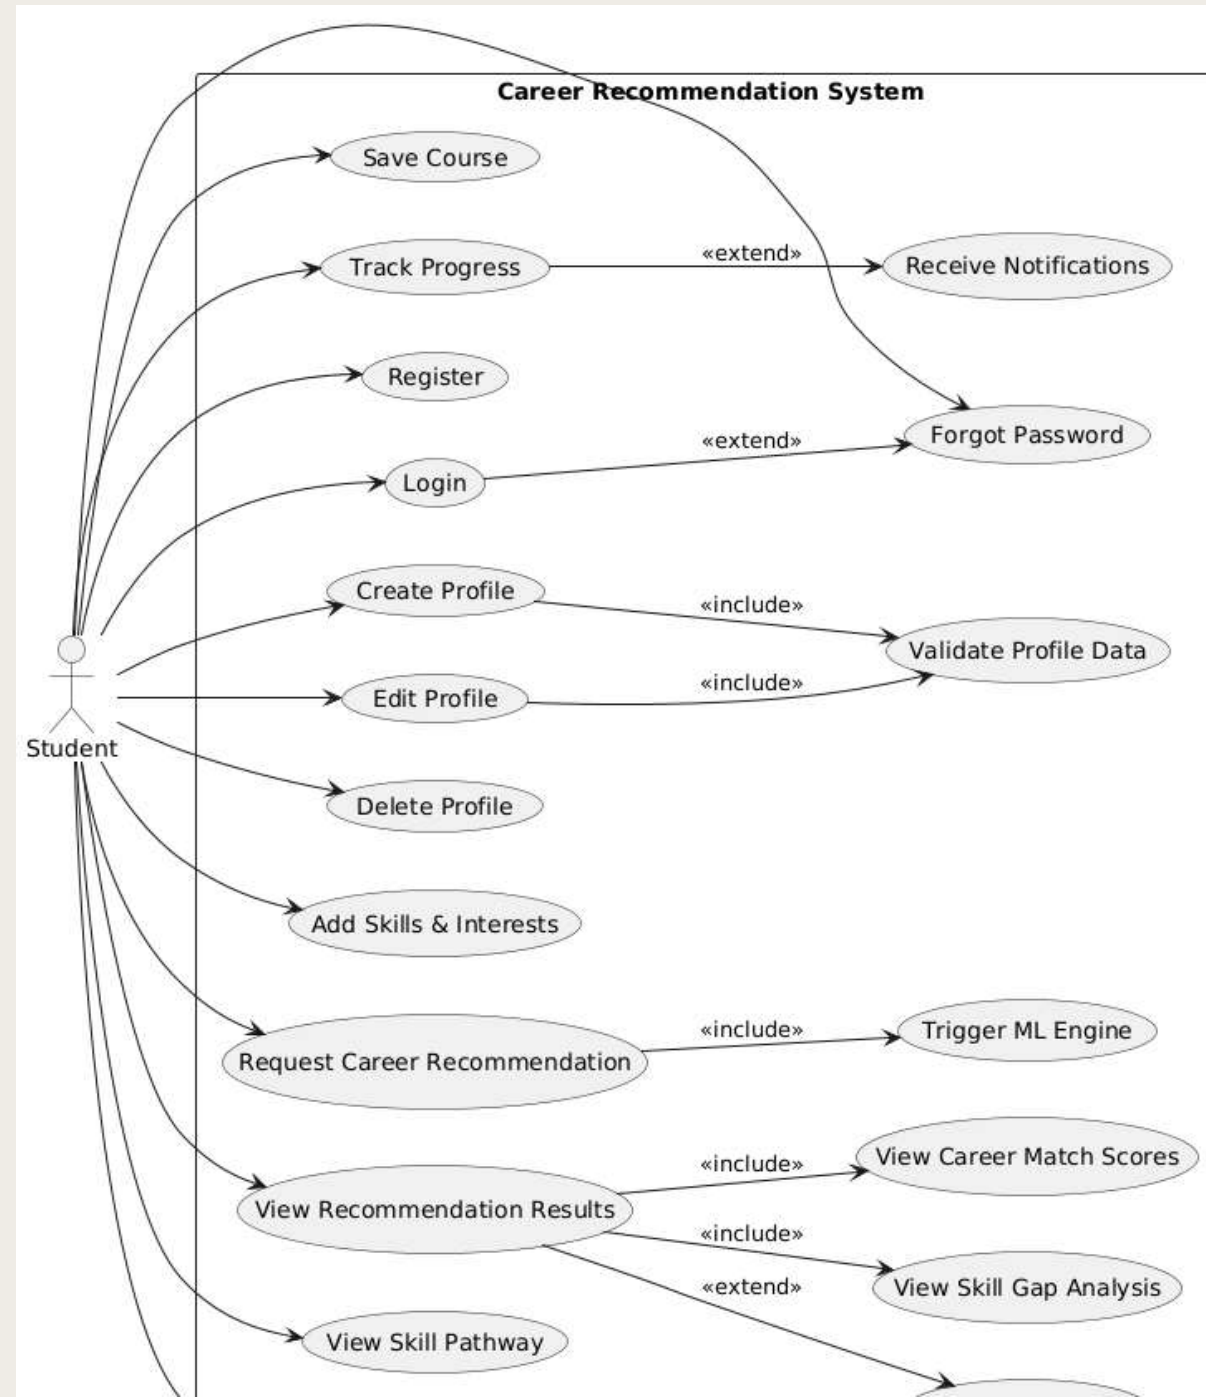 Career Recommendation System
Save Course
Track Progress
«extend»
Receive Notifications
Register
Login
«extend»
Forgot Password
Create Profile
«include»
Validate Profile Data
Edit Profile
«include»
Student
Delete Profile
Add Skills & Interests
Request Career Recommendation
«include»
Trigger ML Engine
View Recommendation Results
«include»
View Career Match Scores
«include»
View Skill Gap Analysis
«extend»
View Skill Pathway